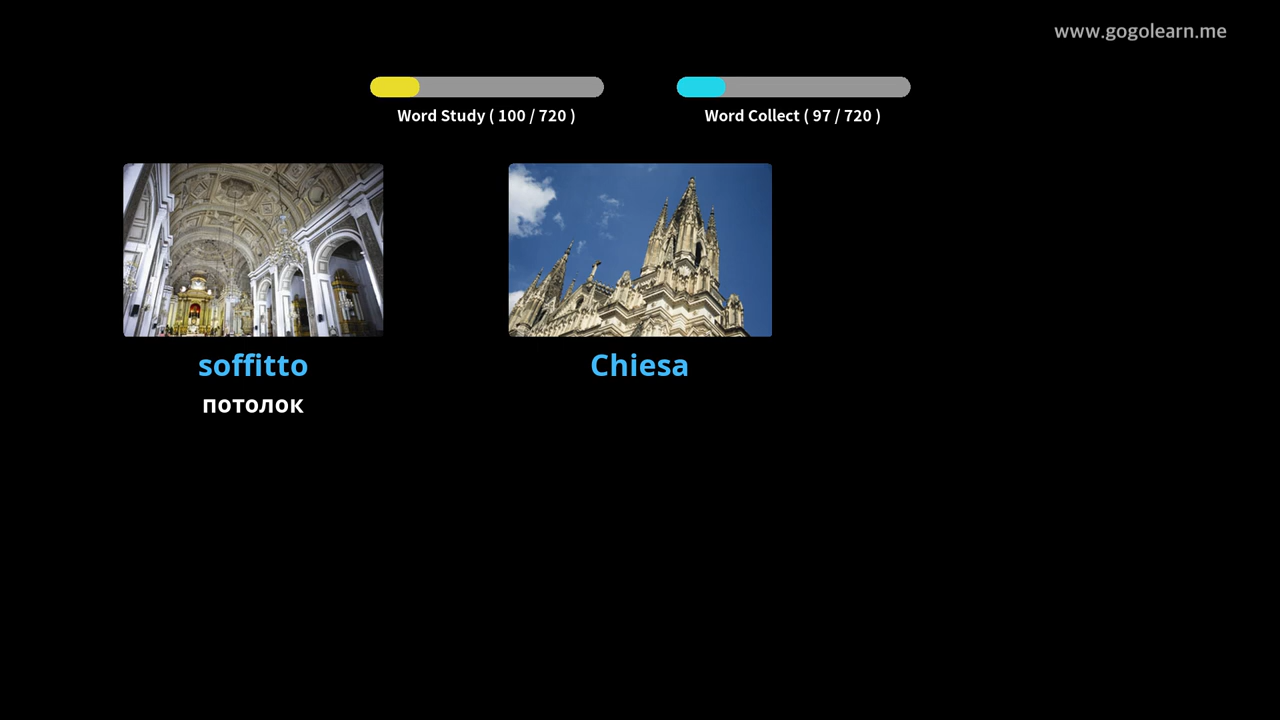 www.gogolearn.me
Word Study ( 100 / 720 )
Word Collect ( 97 / 720 )
soffitto
потолок
Chiesa